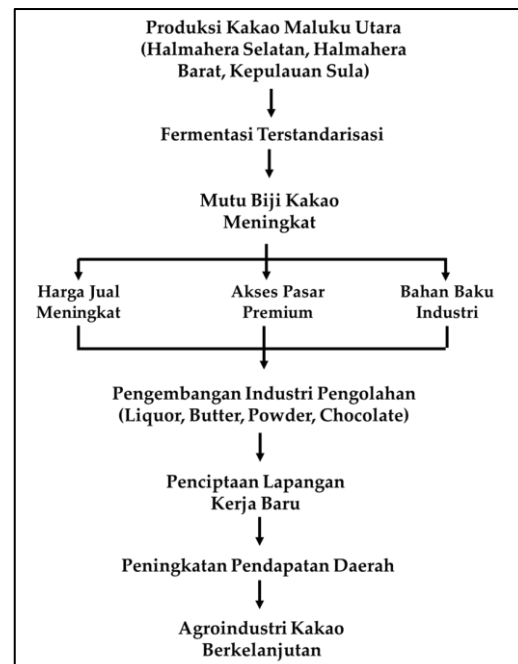 Produksi Kakao Maluku Utara
(Halmahera Selatan, Halmahera
Barat, Kepulauan Sula)
Fermentasi Terstandarisasi
Mutu Biji Kakao
Meningkat
Harga Jual
Meningkat
Akses Pasar
Premium
Bahan Baku
Industri
Pengembangan Industri Pengolahan
(Liquor, Butter, Powder, Chocolate)
Penciptaan Lapangan
Kerja Baru
Peningkatan Pendapatan Daerah
Agroindustri Kakao
Berkelanjutan